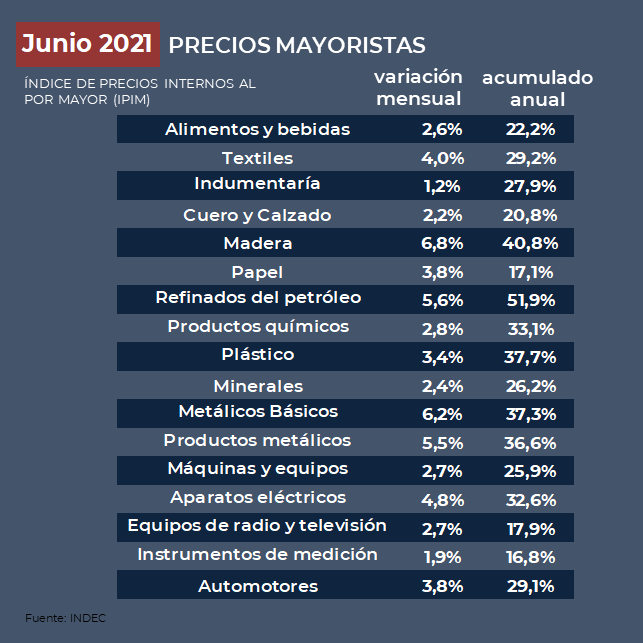 Junio 2021 PRECIOS MAYORISTAS
ÍNDICE DE PRECIOS INTERNOS AL
POR MAYOR (IPIM)
variación
mensual
acumulado
anual
Alimentos y bebidas 2,6% 22,2%
Textiles 4,0% 29,2%
Indumentaría 1,2% 27,9%
Cuero y Calzado 2,2% 20,8%
Madera 6,8% 40,8%
Papel 3,8% 17,1%
Refinados del petróleo 5,6% 51,9%
Productos químicos 2,8% 33,1%
Plástico 3,4% 37,7%
Minerales 2,4% 26,2%
Metálicos Básicos 6,2% 37,3%
Productos metálicos 5,5% 36,6%
Máquinas y equipos 2,7% 25,9%
Aparatos eléctricos 4,8% 32,6%
Equipos de radio y televisión 2,7% 17,9%
Instrumentos de medición 1,9% 16,8%
Automotores 3,8% 29,1%
Fuente: INDEC